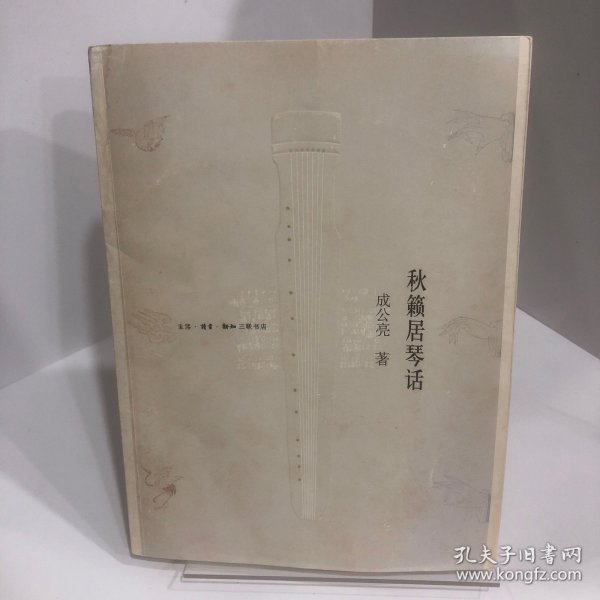 秋籁居琴话
成公亮 著
生活·讀書·新知三联书店
孔夫子旧书网
www.kongfz.com